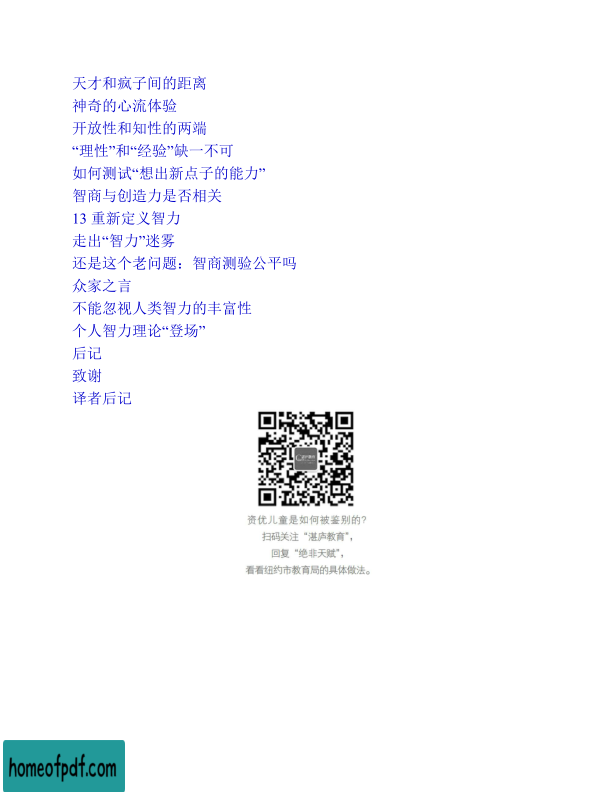 天才和疯子间的距离
神奇的心流体验
开放性和知性的两端
“理性”和“经验”缺一不可
如何测试“想出新点子的能力”
智商与创造力是否相关
13 重新定义智力
走出“智力”迷雾
还是这个老问题：智商测验公平吗
众家之言
不能忽视人类智力的丰富性
个人智力理论“登场”
后记
致谢
译者后记
资优儿童是如何被鉴别的？
扫码关注“湛庐教育”，
回复“绝非天赋”，
看看纽约市教育局的具体做法。
homeofpdf.com